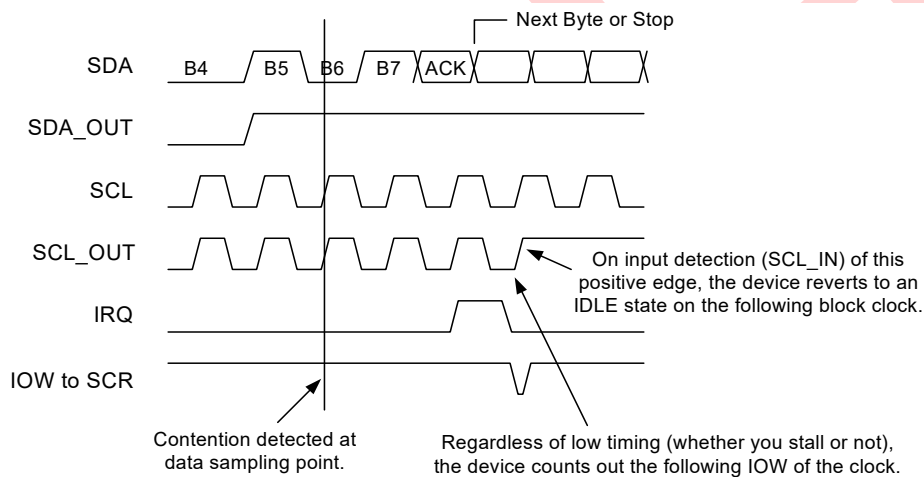 Next Byte or Stop
SDA B4 B5 B6 B7 ACK
SDA_OUT
SCL
SCL_OUT
On input detection (SCL_IN) of this
positive edge, the device reverts to an
IDLE state on the following block clock.
IRQ
IOW to SCR
Contention detected at
data sampling point.
Regardless of low timing (whether you stall or not),
the device counts out the following IOW of the clock.